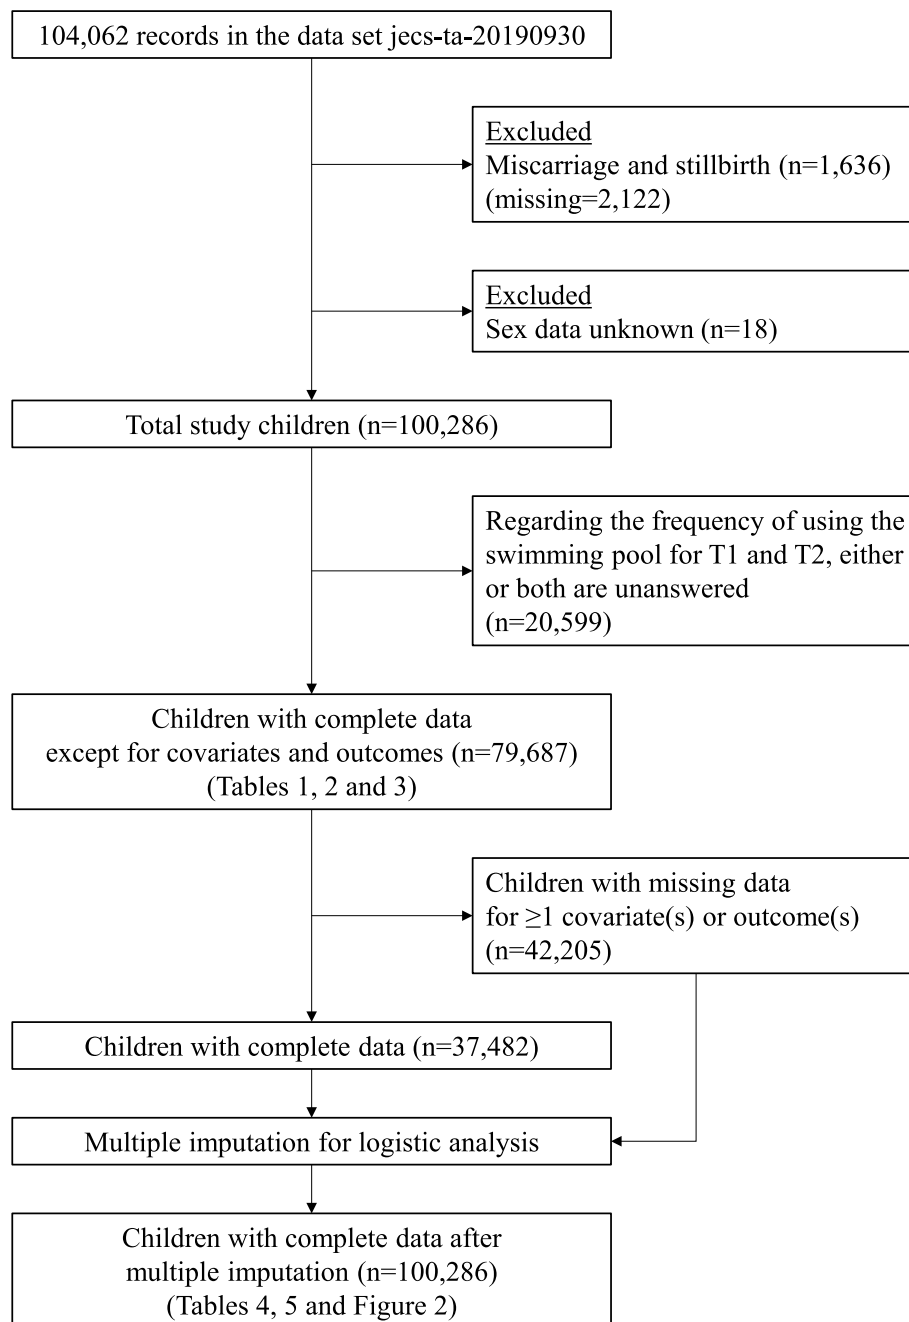 104,062 records in the data set jecs-ta-20190930
Excluded
Miscarriage and stillbirth (n=1,636)
(missing=2,122)
Excluded
Sex data unknown (n=18)
Total study children (n=100,286)
Regarding the frequency of using the
swimming pool for T1 and T2, either
or both are unanswered
(n=20,599)
Children with complete data
except for covariates and outcomes (n=79,687)
(Tables 1, 2 and 3)
Children with missing data
for ≥1 covariate(s) or outcome(s)
(n=42,205)
Children with complete data (n=37,482)
Multiple imputation for logistic analysis
Children with complete data after
multiple imputation (n=100,286)
(Tables 4, 5 and Figure 2)